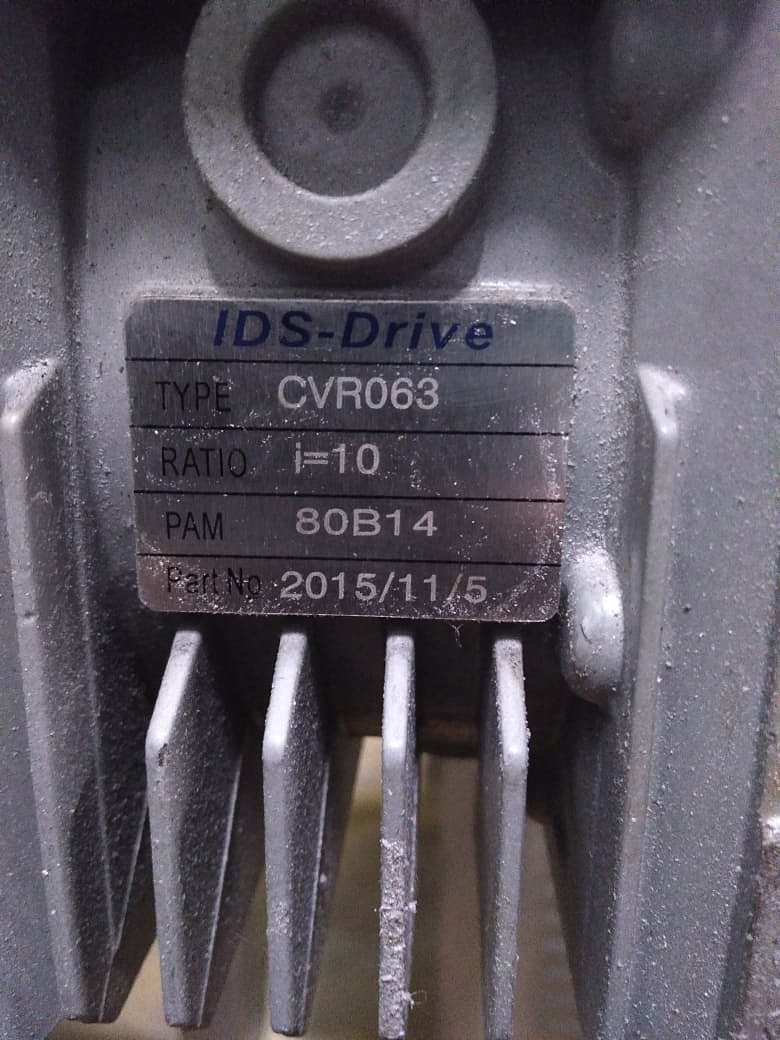 IDS-Drive
TYPE CVR063
RATIO i=10
PAM 80B14
Part No 2015/11/5